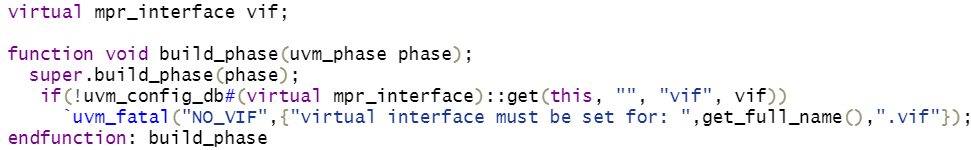 virtual mpr_interface vif;

function void build_phase(uvm_phase phase);
  super.build_phase(phase);
   if(!uvm_config_db#(virtual mpr_interface)::get(this, "", "vif", vif))
     `uvm_fatal("NO_VIF",{"virtual interface must be set for: ",get_full_name(),".vif"});
endfunction: build_phase